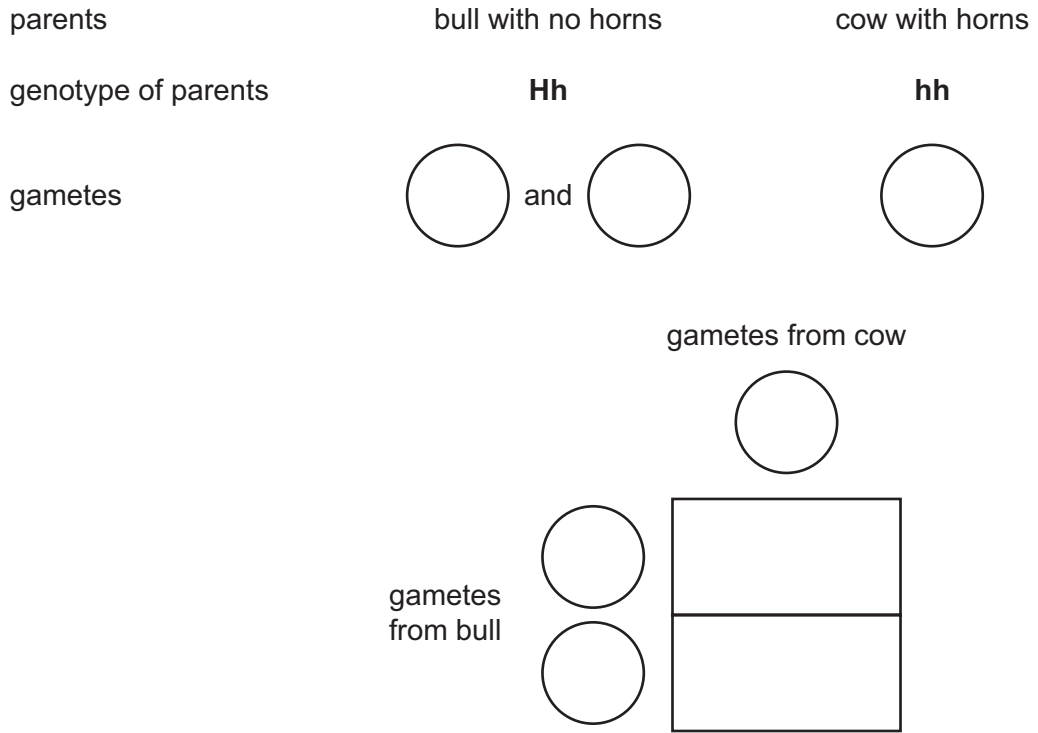 parents bull with no horns cow with horns
genotype of parents Hh hh
gametes and
gametes from cow
gametes
from bull